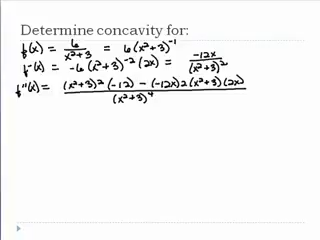 Determine concavity for:
f(x) = 6/(x²+3) = 6(x²+3)⁻¹
f'(x) = -6(x²+3)⁻²(2x) = -12x/(x²+3)²
f"(x) = ((x²+3)²(-12) - (-12x)2(x²+3)(2x))/(x²+3)⁴